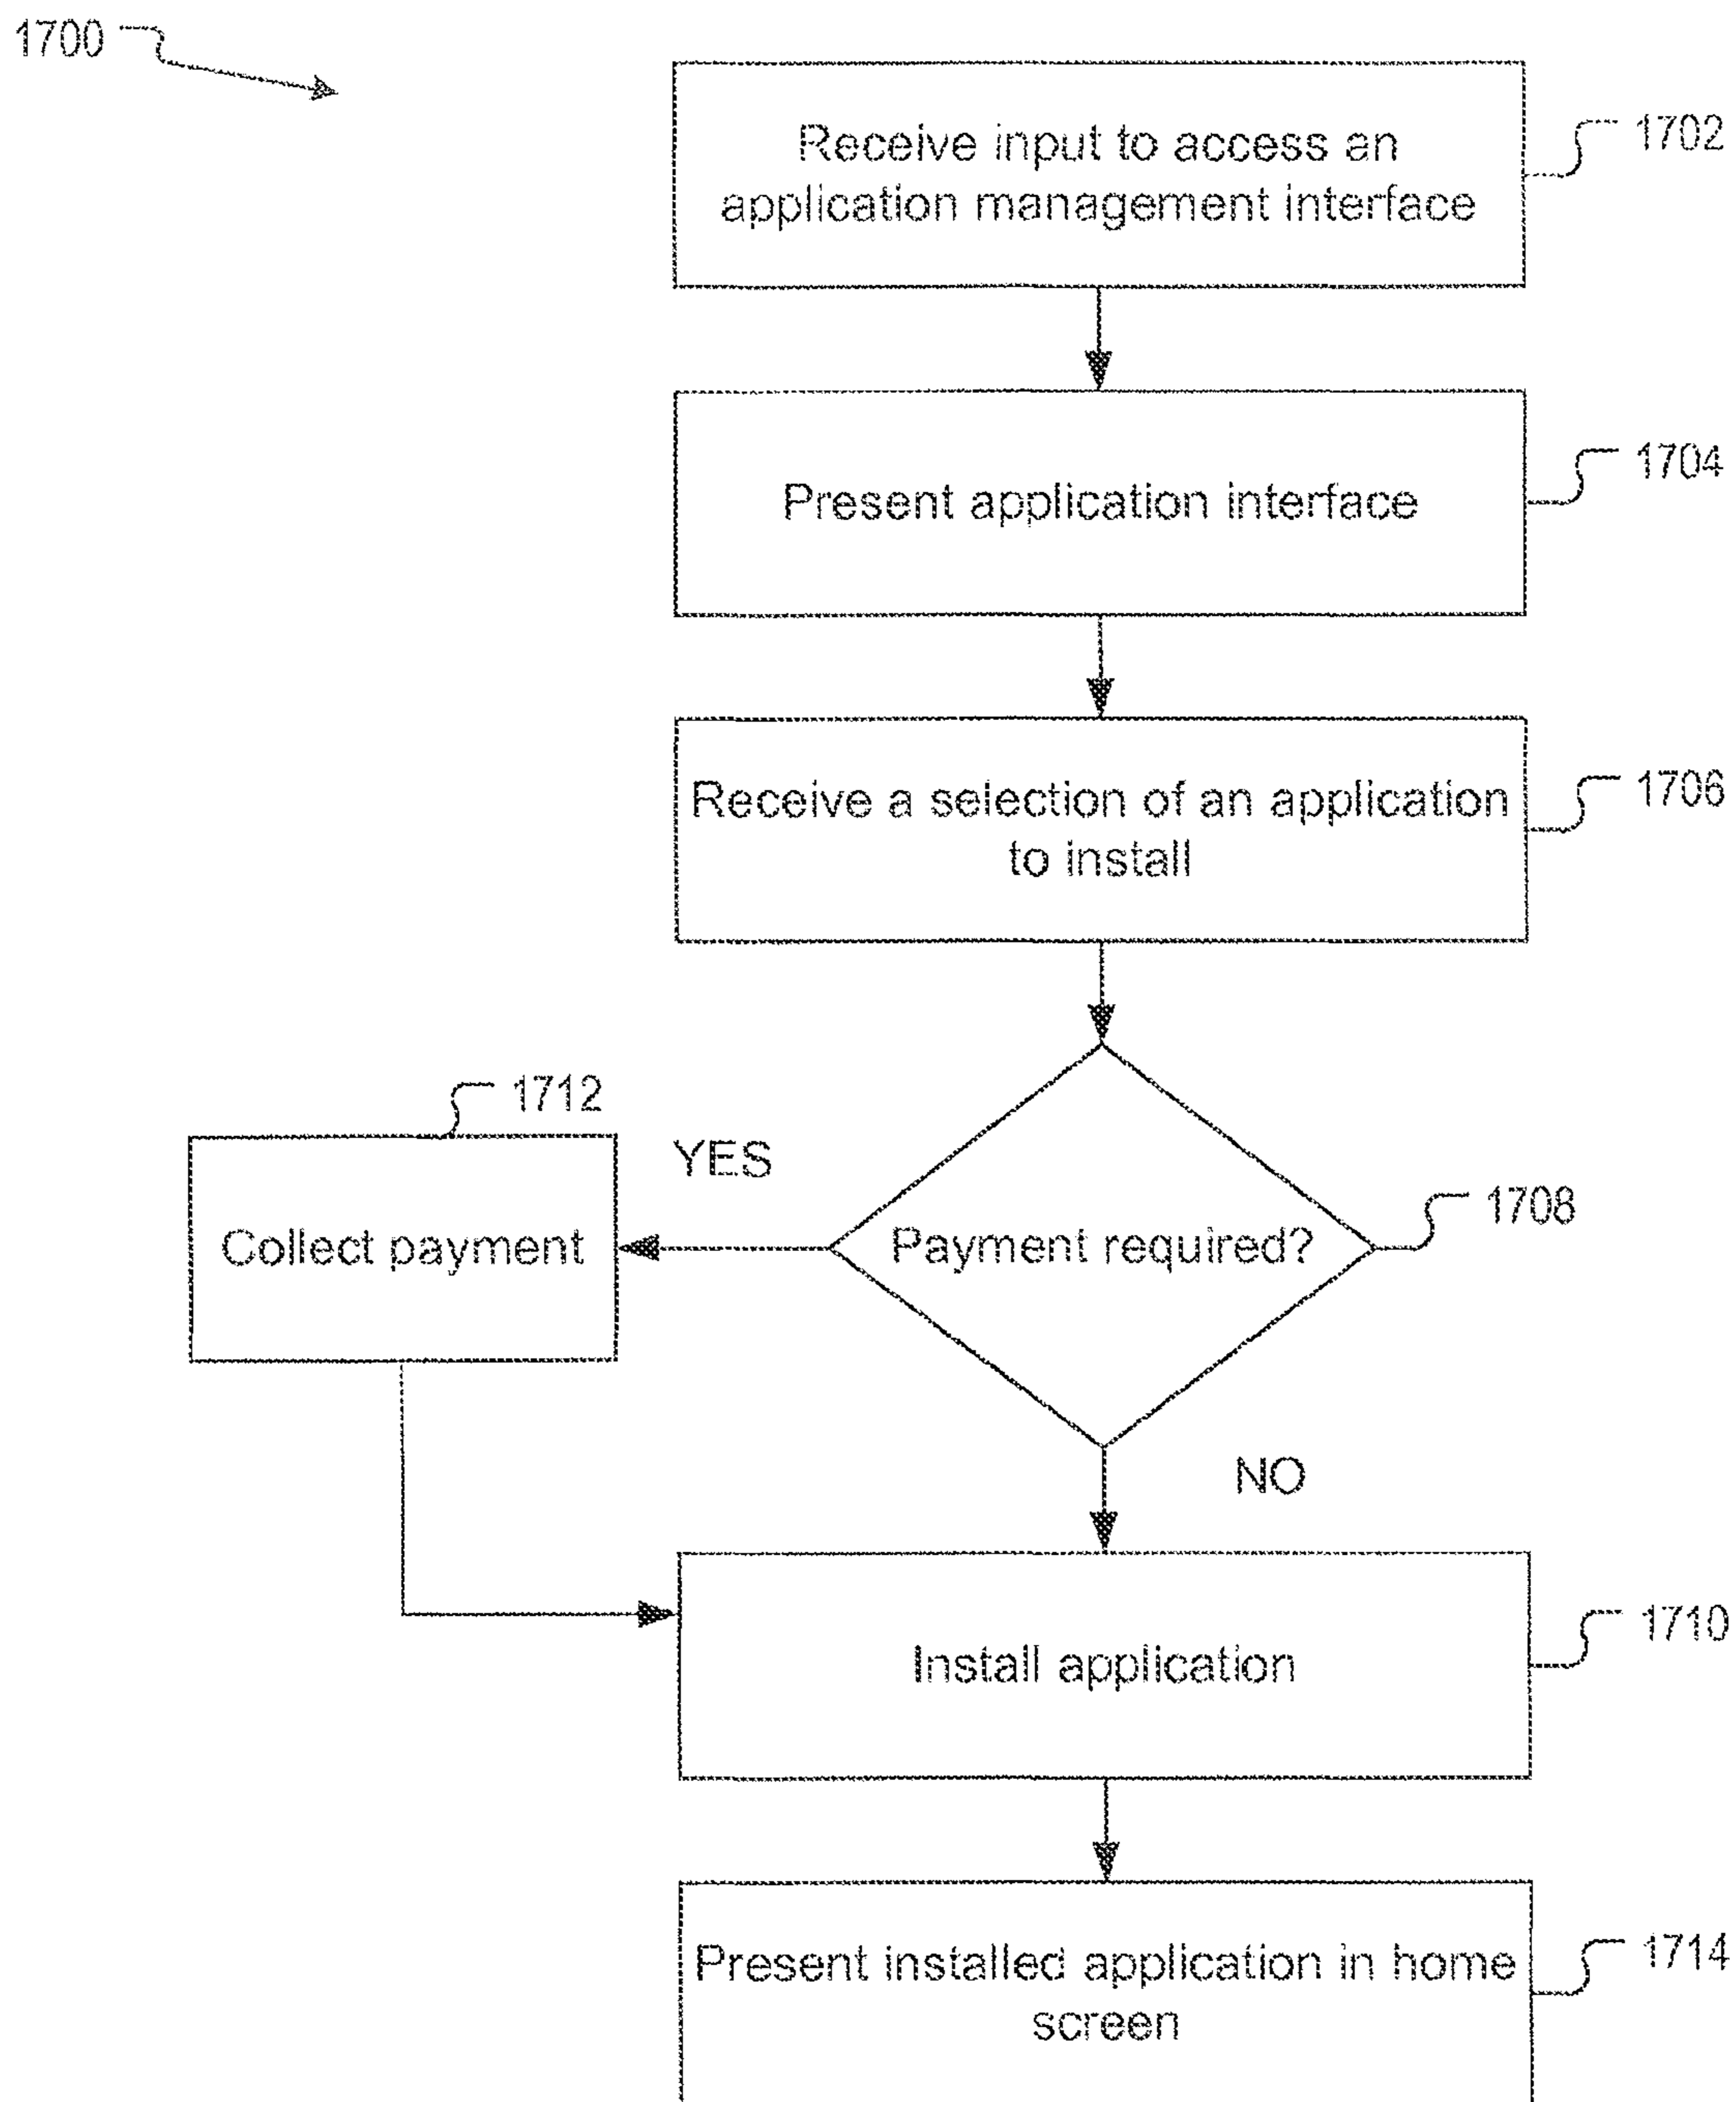 1700
Receive input to access an
application management interface
1702
Present application interface
1704
Receive a selection of an application
to install
1706
1712
YES
Collect payment
Payment required?
1708
NO
Install application
1710
Present installed application in home
screen
1714